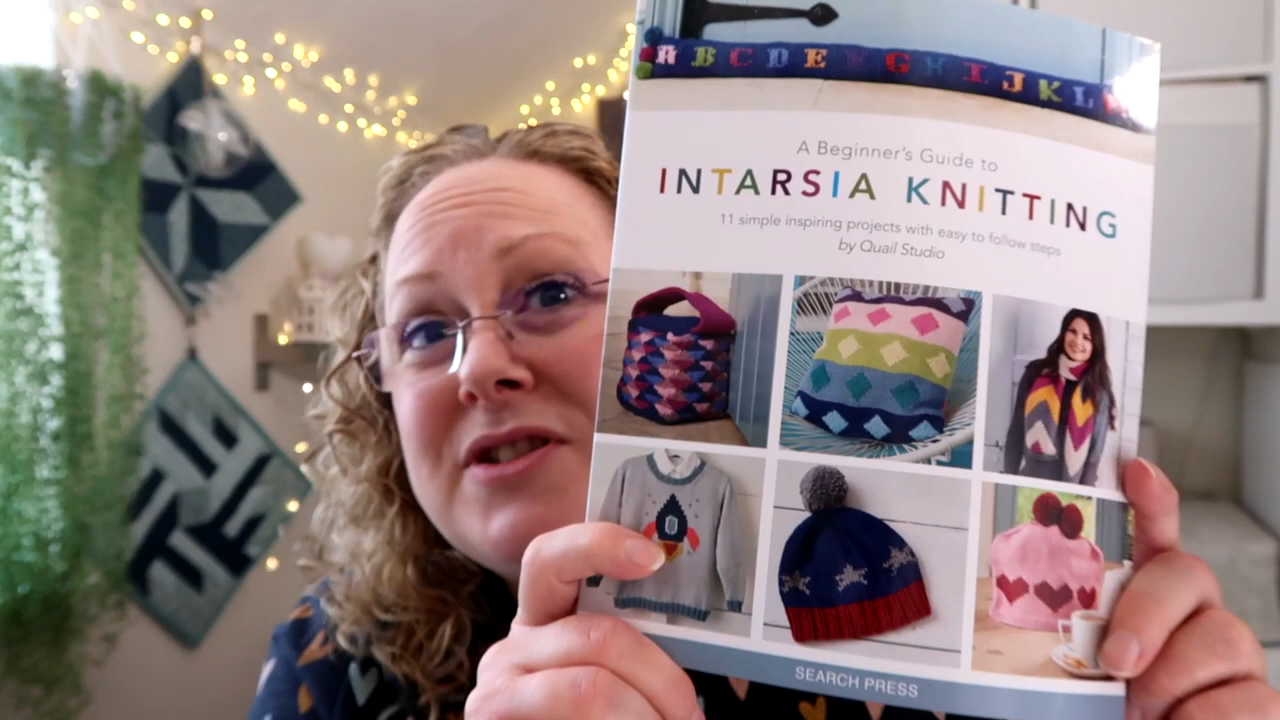 A B C D E F G H I J K L
A Beginner's Guide to
INTARSIA KNITTING
11 simple inspiring projects with easy to follow steps
by Quail Studio
SEARCH PRESS